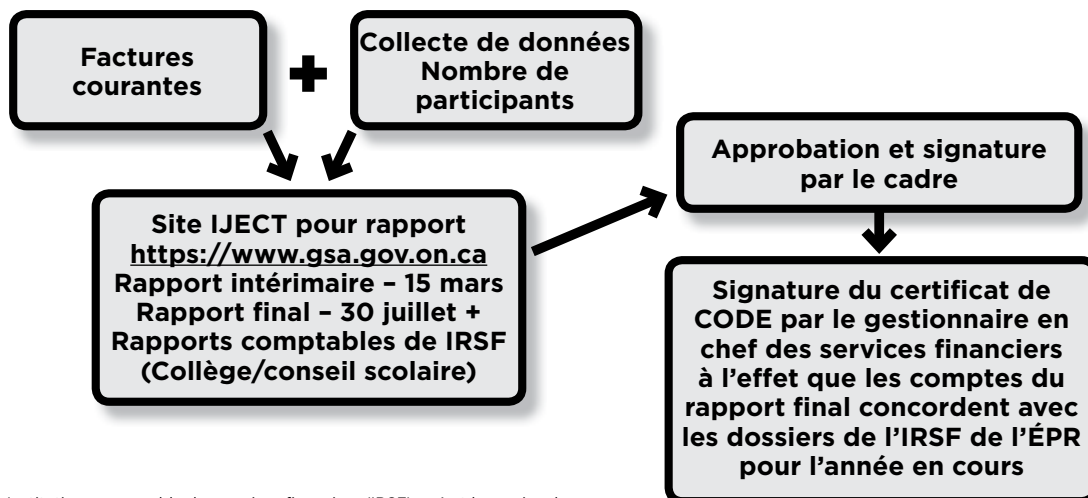 Factures
courantes
+
Collecte de données
Nombre de
participants
Site IJECT pour rapport
https://www.gsa.gov.on.ca
Rapport intérimaire – 15 mars
Rapport final – 30 juillet +
Rapports comptables de IRSF
(Collège/conseil scolaire)
Approbation et signature
par le cadre
Signature du certificat de
CODE par le gestionnaire en
chef des services financiers
à l'effet que les comptes du
rapport final concordent avec
les dossiers de l'IRSF de l'ÉPR
pour l'année en cours